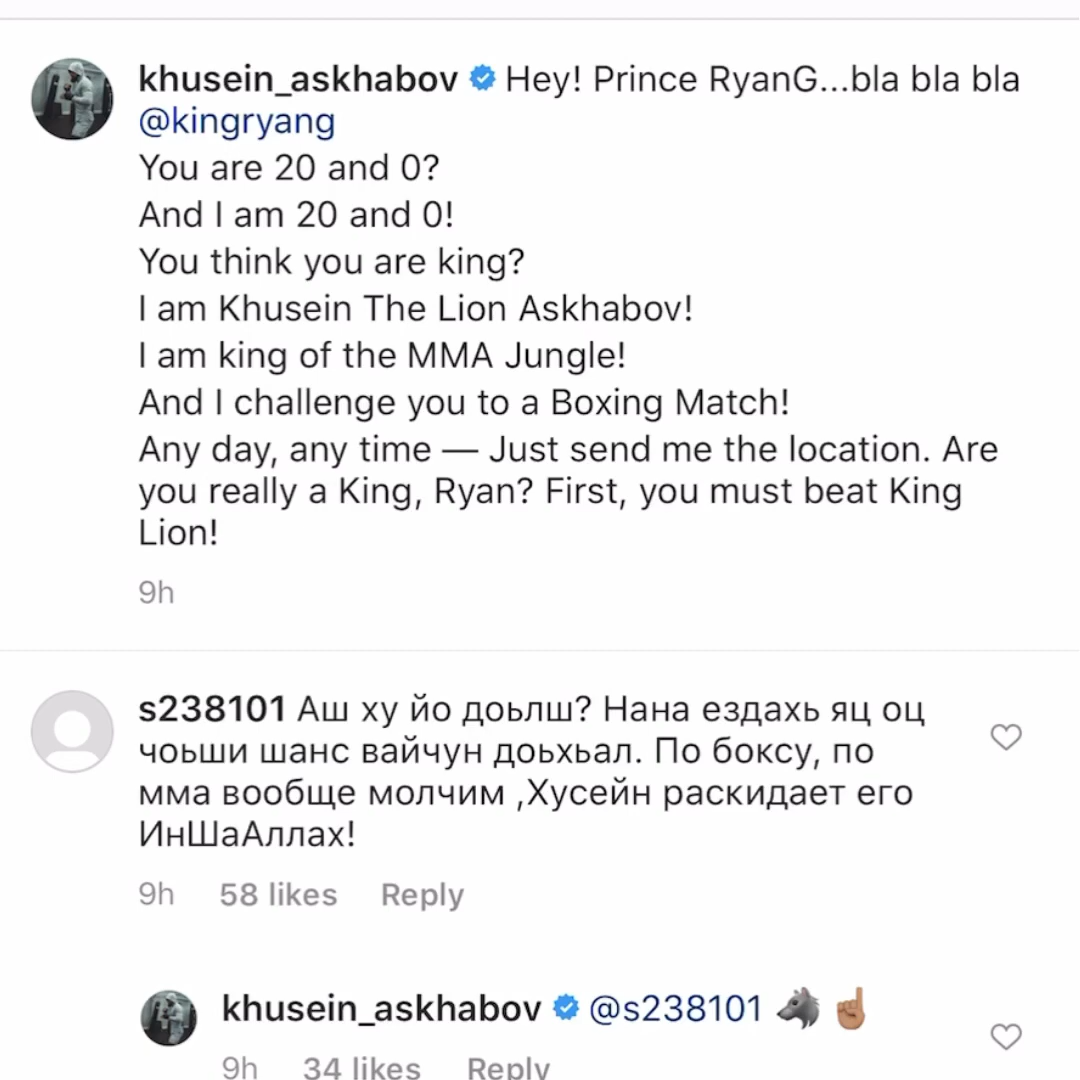 khusein_askhabov Hey! Prince RyanG...bla bla bla
@kingryang
You are 20 and 0?
And I am 20 and 0!
You think you are king?
I am Khusein The Lion Askhabov!
I am king of the MMA Jungle!
And I challenge you to a Boxing Match!
Any day, any time — Just send me the location. Are
you really a King, Ryan? First, you must beat King
Lion!
9h
s238101 Аш ху йо доьлш? Нана ездахь яц оц
чоьши шанс вайчун доьхьал. По боксу, по
мма вообще молчим ,Хусейн раскидает его
ИнШаАллах!
9h 58 likes Reply
khusein_askhabov @s238101 🐺☝🏽
9h 34 likes Reply